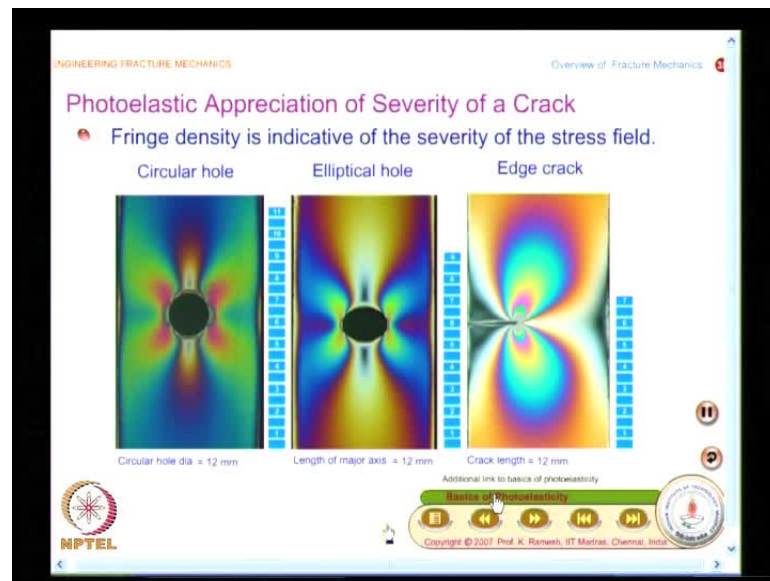 ENGINEERING FRACTURE MECHANICS
Overview of Fracture Mechanics
Photoelastic Appreciation of Severity of a Crack
Fringe density is indicative of the severity of the stress field.
Circular hole
Elliptical hole
Edge crack
Circular hole dia = 12 mm
Length of major axis = 12 mm
Crack length = 12 mm
Additional link to basics of photoelasticity
Basics of Photoelasticity
NPTEL
Copyright © 2007 Prof. K. Ramesh, IIT Madras, Chennai, India